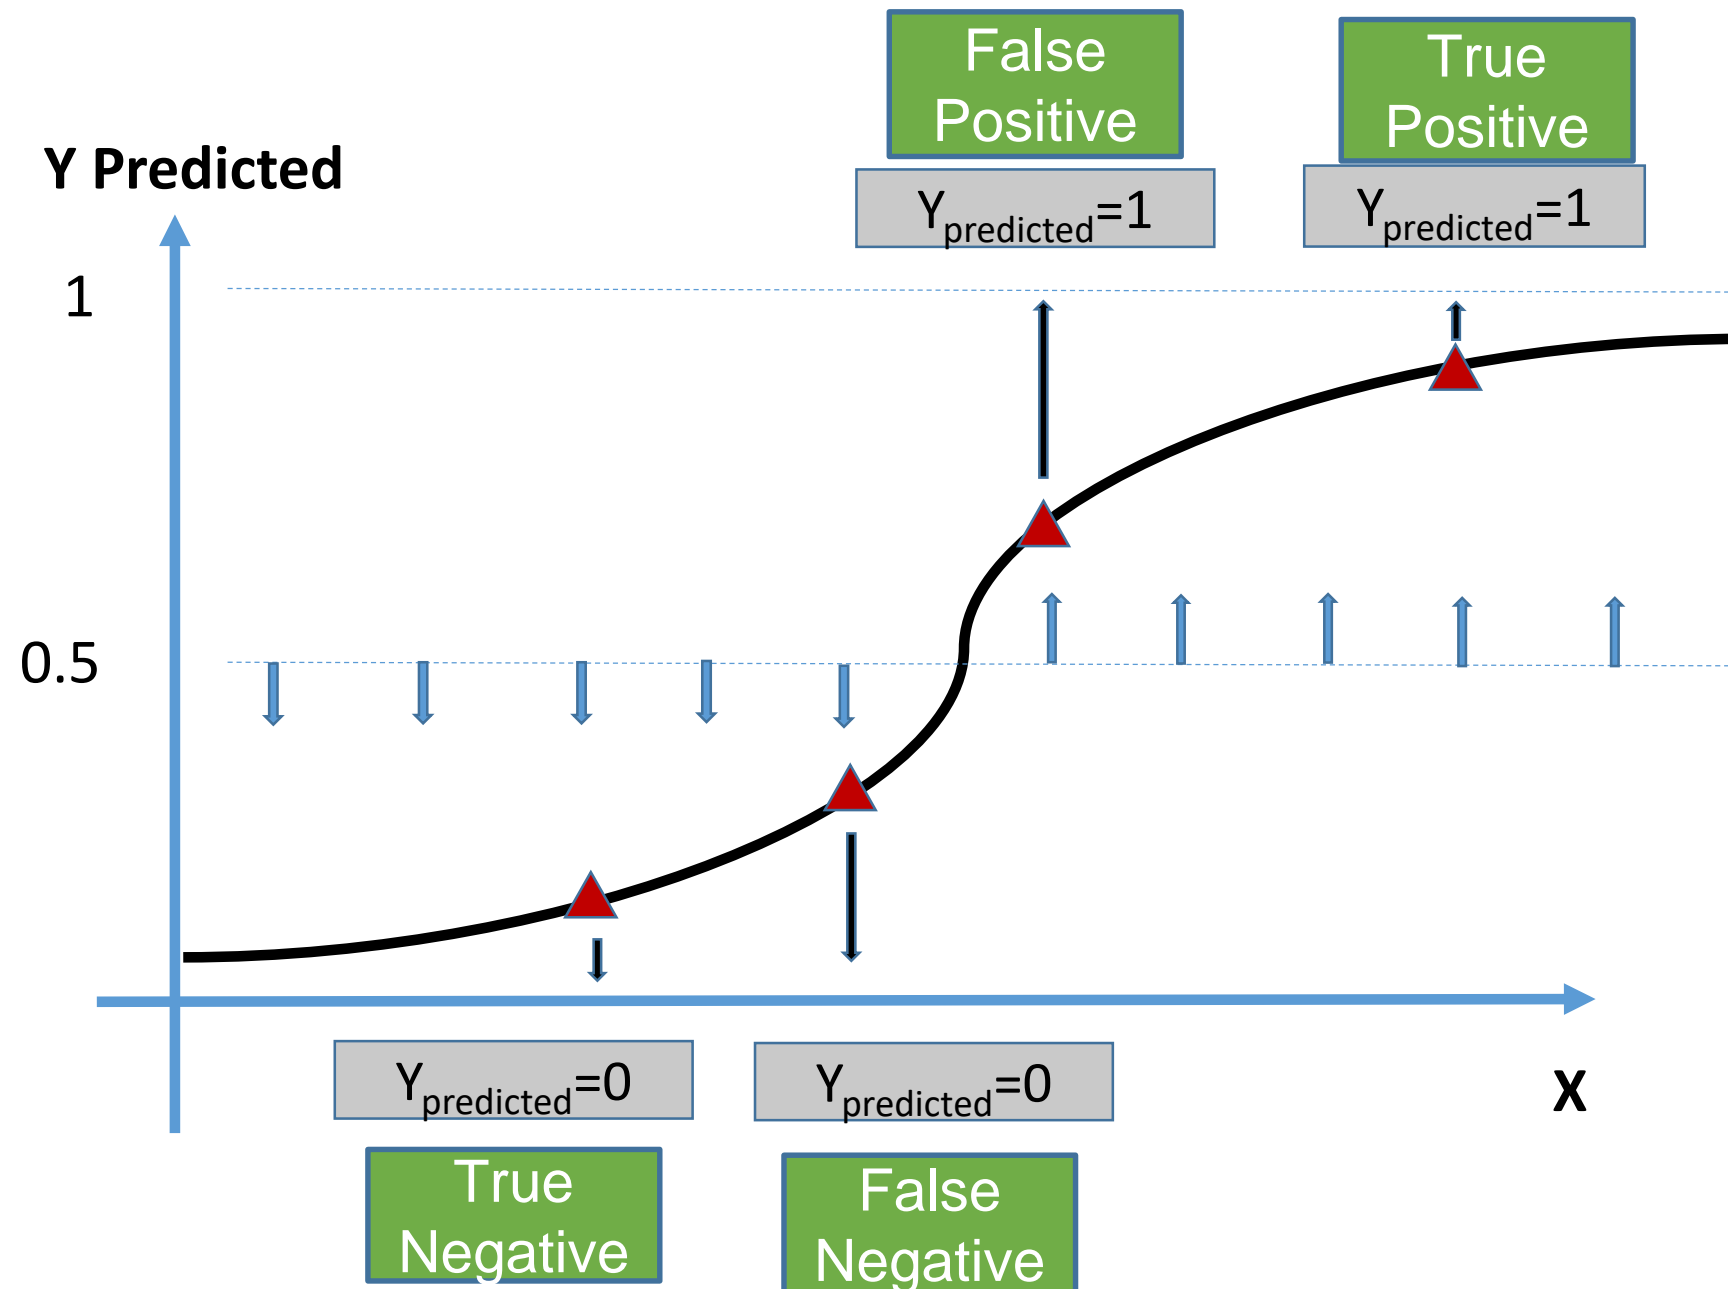 False
Positive
True
Positive
Y Predicted
Ypredicted=1
Ypredicted=1
1
0.5
Ypredicted=0
Ypredicted=0
X
True
Negative
False
Negative